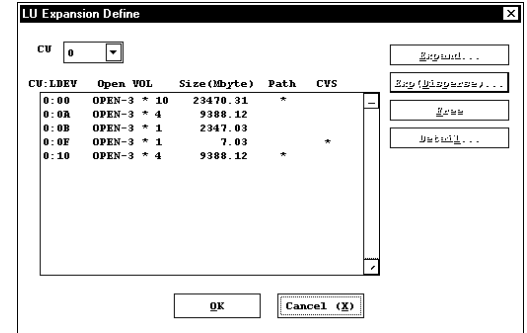 LU Expansion Define
CU 0
Expand...
CU:LDEV Open VOL Size(Mbyte) Path CVS
Exp(Disperse)...
0:00 OPEN-3 * 10 23470.31 *
0:0A OPEN-3 * 4 9388.12
Free
0:0B OPEN-3 * 1 2347.03
0:0F OPEN-3 * 1 7.03 *
Detail...
0:10 OPEN-3 * 4 9388.12 *
OK Cancel (X)